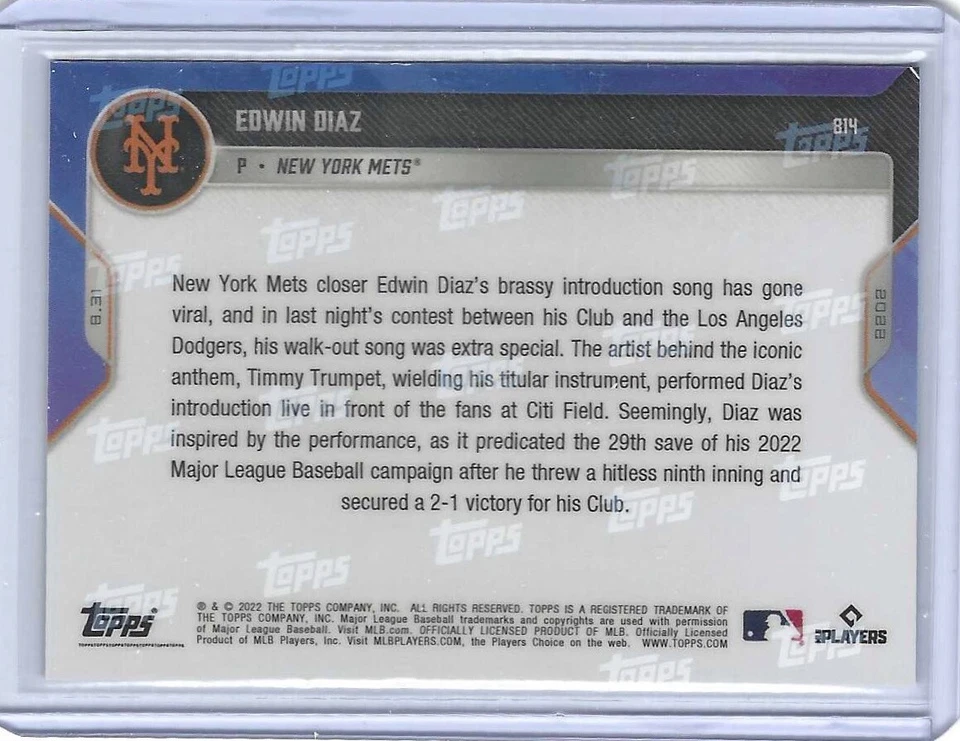 EDWIN DIAZ
814
P · NEW YORK METS®
8.31
2022
New York Mets closer Edwin Diaz's brassy introduction song has gone
viral, and in last night's contest between his Club and the Los Angeles
Dodgers, his walk-out song was extra special. The artist behind the iconic
anthem, Timmy Trumpet, wielding his titular instrument, performed Diaz's
introduction live in front of the fans at Citi Field. Seemingly, Diaz was
inspired by the performance, as it predicated the 29th save of his 2022
Major League Baseball campaign after he threw a hitless ninth inning and
secured a 2-1 victory for his Club.
Topps®
® & © 2022 THE TOPPS COMPANY, INC. ALL RIGHTS RESERVED. TOPPS IS A REGISTERED TRADEMARK OF
THE TOPPS COMPANY, INC. Major League Baseball trademarks and copyrights are used with permission
of Major League Baseball. Visit MLB.com. OFFICIALLY LICENSED PRODUCT OF MLB. Officially Licensed
Product of MLB Players, Inc. Visit MLBPLAYERS.COM, the Players Choice on the web. WWW.TOPPS.COM
PLAYERS